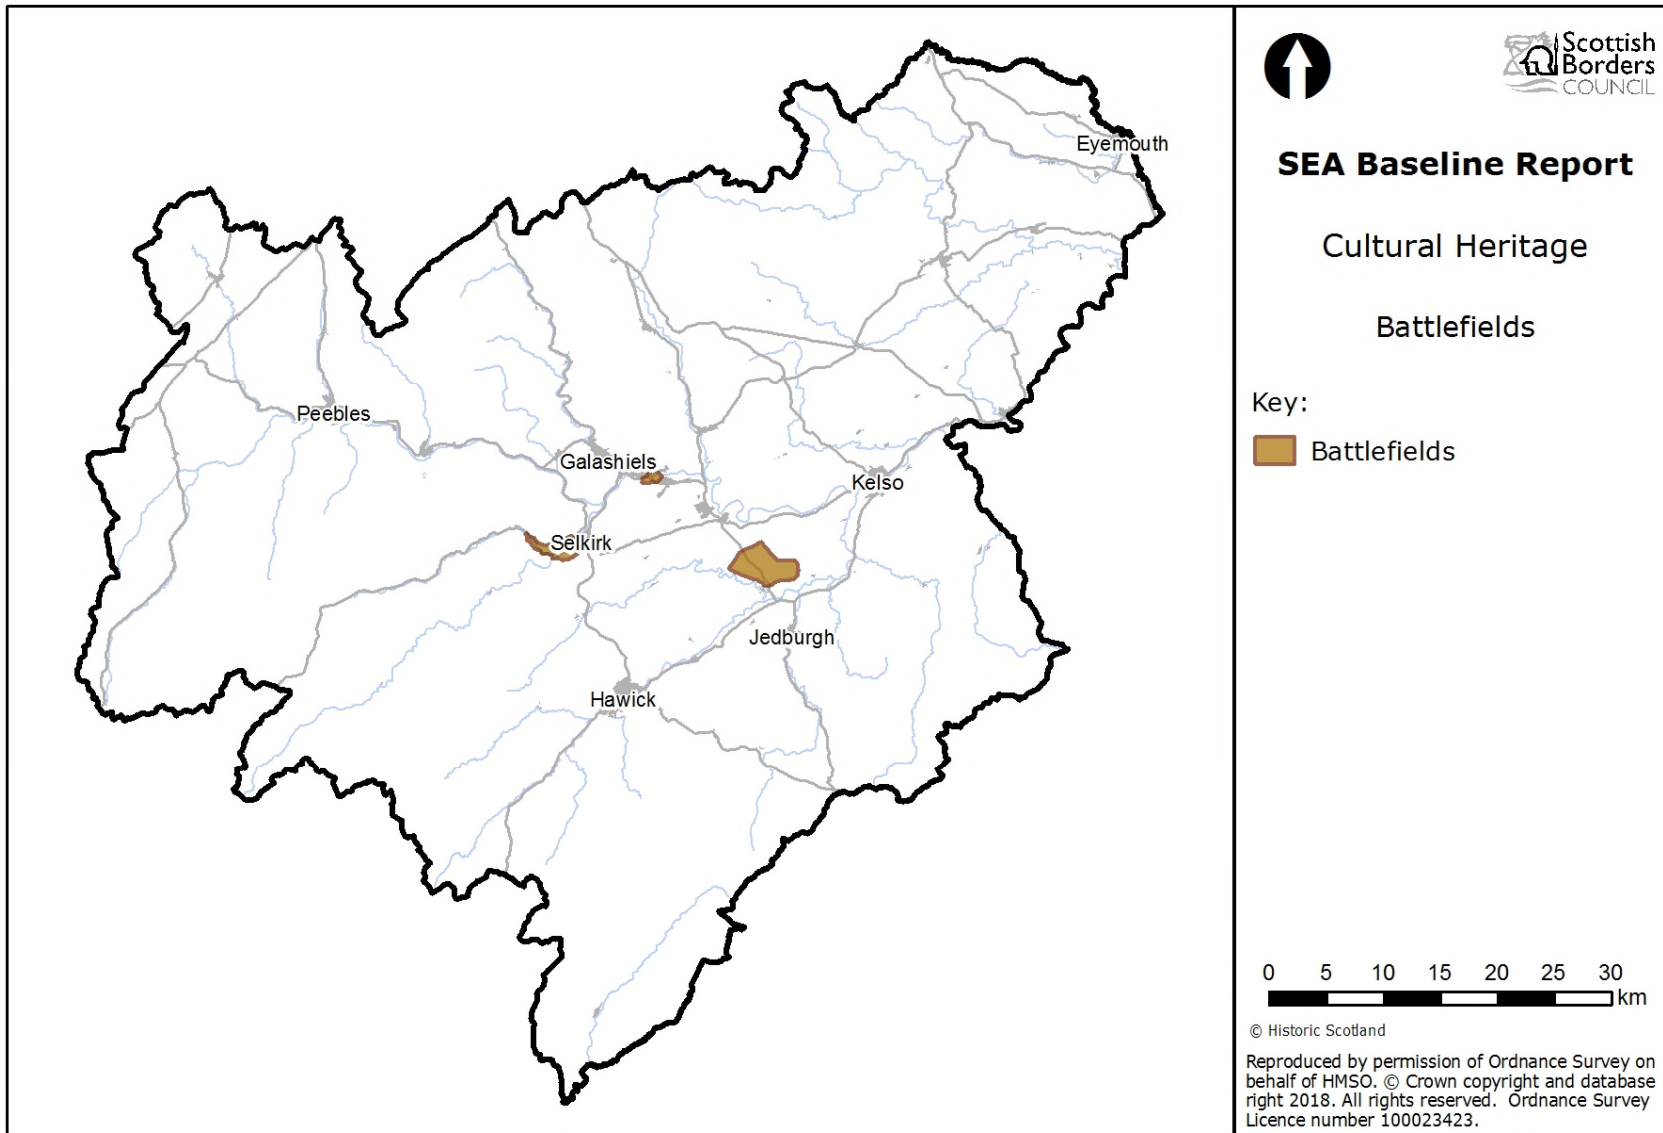 Scottish
Borders
COUNCIL
SEA Baseline Report
Cultural Heritage
Battlefields
Key:
Battlefields
Eyemouth
Peebles
Galashiels
Kelso
Selkirk
Jedburgh
Hawick
0 5 10 15 20 25 30
km
© Historic Scotland
Reproduced by permission of Ordnance Survey on
behalf of HMSO. © Crown copyright and database
right 2018. All rights reserved. Ordnance Survey
Licence number 100023423.